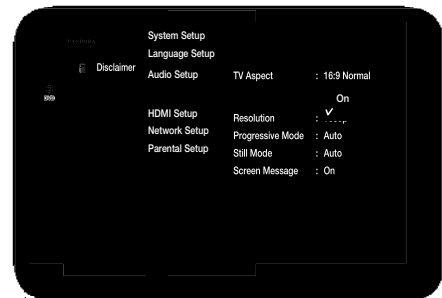 PANDORA
System Setup
Language Setup
Disclaimer
Audio Setup TV Aspect : 16:9 Normal
On
HDMI Setup Resolution :
Network Setup Progressive Mode : Auto
Parental Setup Still Mode : Auto
Screen Message : On